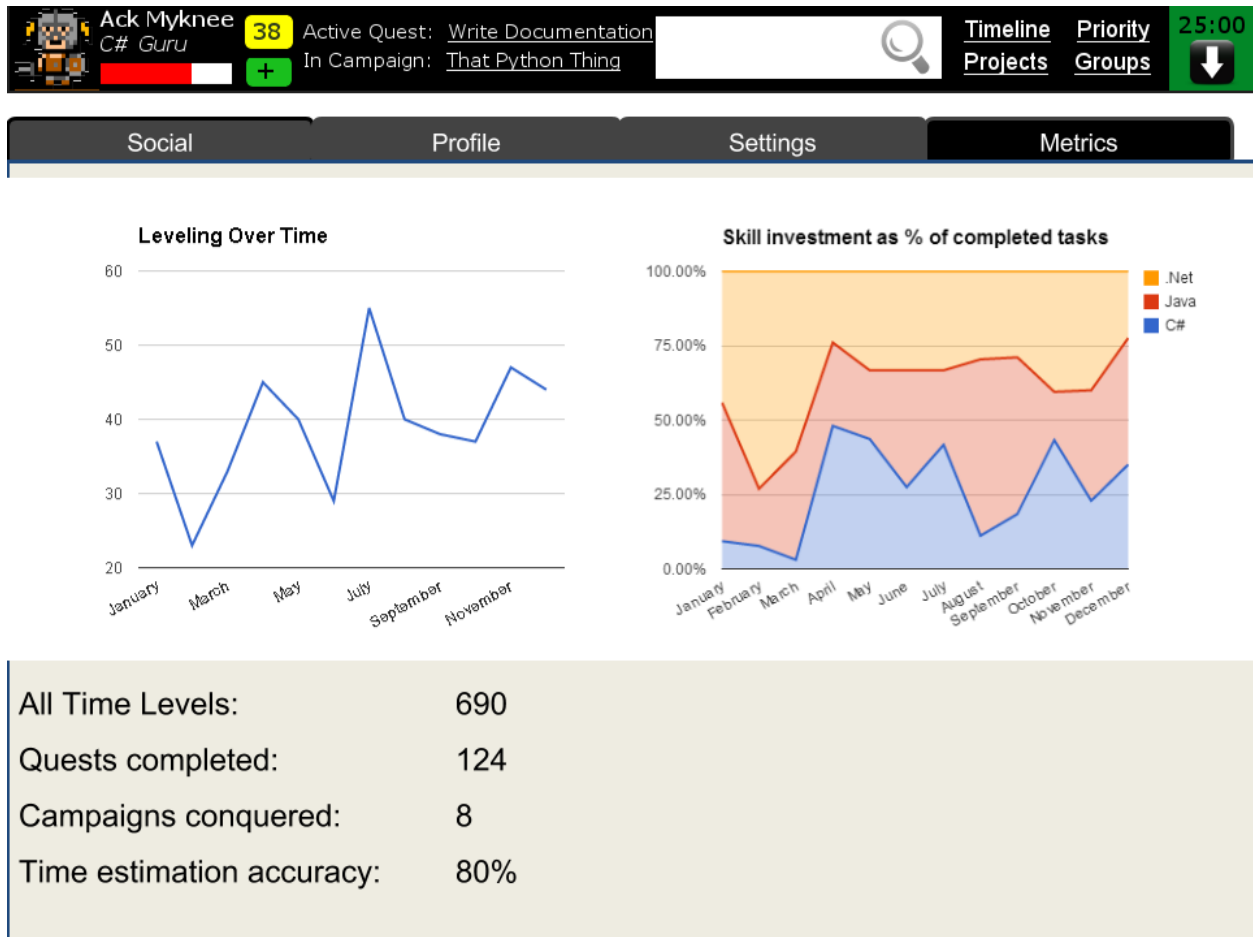 Ack Myknee
C# Guru
38
+
Active Quest: Write Documentation
In Campaign: That Python Thing
Timeline Priority
Projects Groups
25:00
Social Profile Settings Metrics
Leveling Over Time
60
50
40
30
20
January March May July September November
Skill investment as % of completed tasks
100.00%
75.00%
50.00%
25.00%
0.00%
January February March April May June July August September October November December
.Net
Java
C#
All Time Levels: 690
Quests completed: 124
Campaigns conquered: 8
Time estimation accuracy: 80%